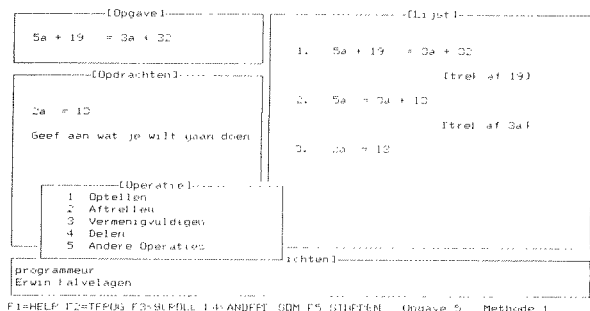 [Opgave]
5a + 19 = 3a + 32
[Opdrachten]
2a = 13
Geef aan wat je wilt gaan doen
[Operatie]
1 Optellen
2 Aftrekken
3 Vermenigvuldigen
4 Delen
5 Andere Operaties
[Lijst]
1. 5a + 19 = 3a + 32
[trek af 19]
2. 5a = 3a + 13
[trek af 3a]
3. 2a = 13
ichten]
programmeur
Erwin
F1=HELP F2=TERUG F3=SCROLL F4=ANDERE SOM F5 STOPPEN Opgave 5 Methode 1